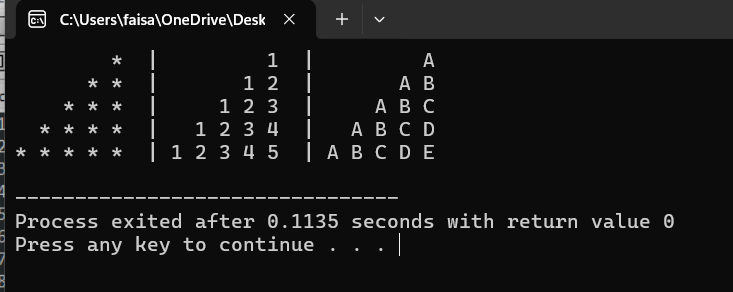 C:\Users\faisa\OneDrive\Desk
        *  |         1  |         A
      * *  |       1 2  |       A B
    * * *  |     1 2 3  |     A B C
  * * * *  |   1 2 3 4  |   A B C D
* * * * *  | 1 2 3 4 5  | A B C D E
--------------------------------
Process exited after 0.1135 seconds with return value 0
Press any key to continue . . .